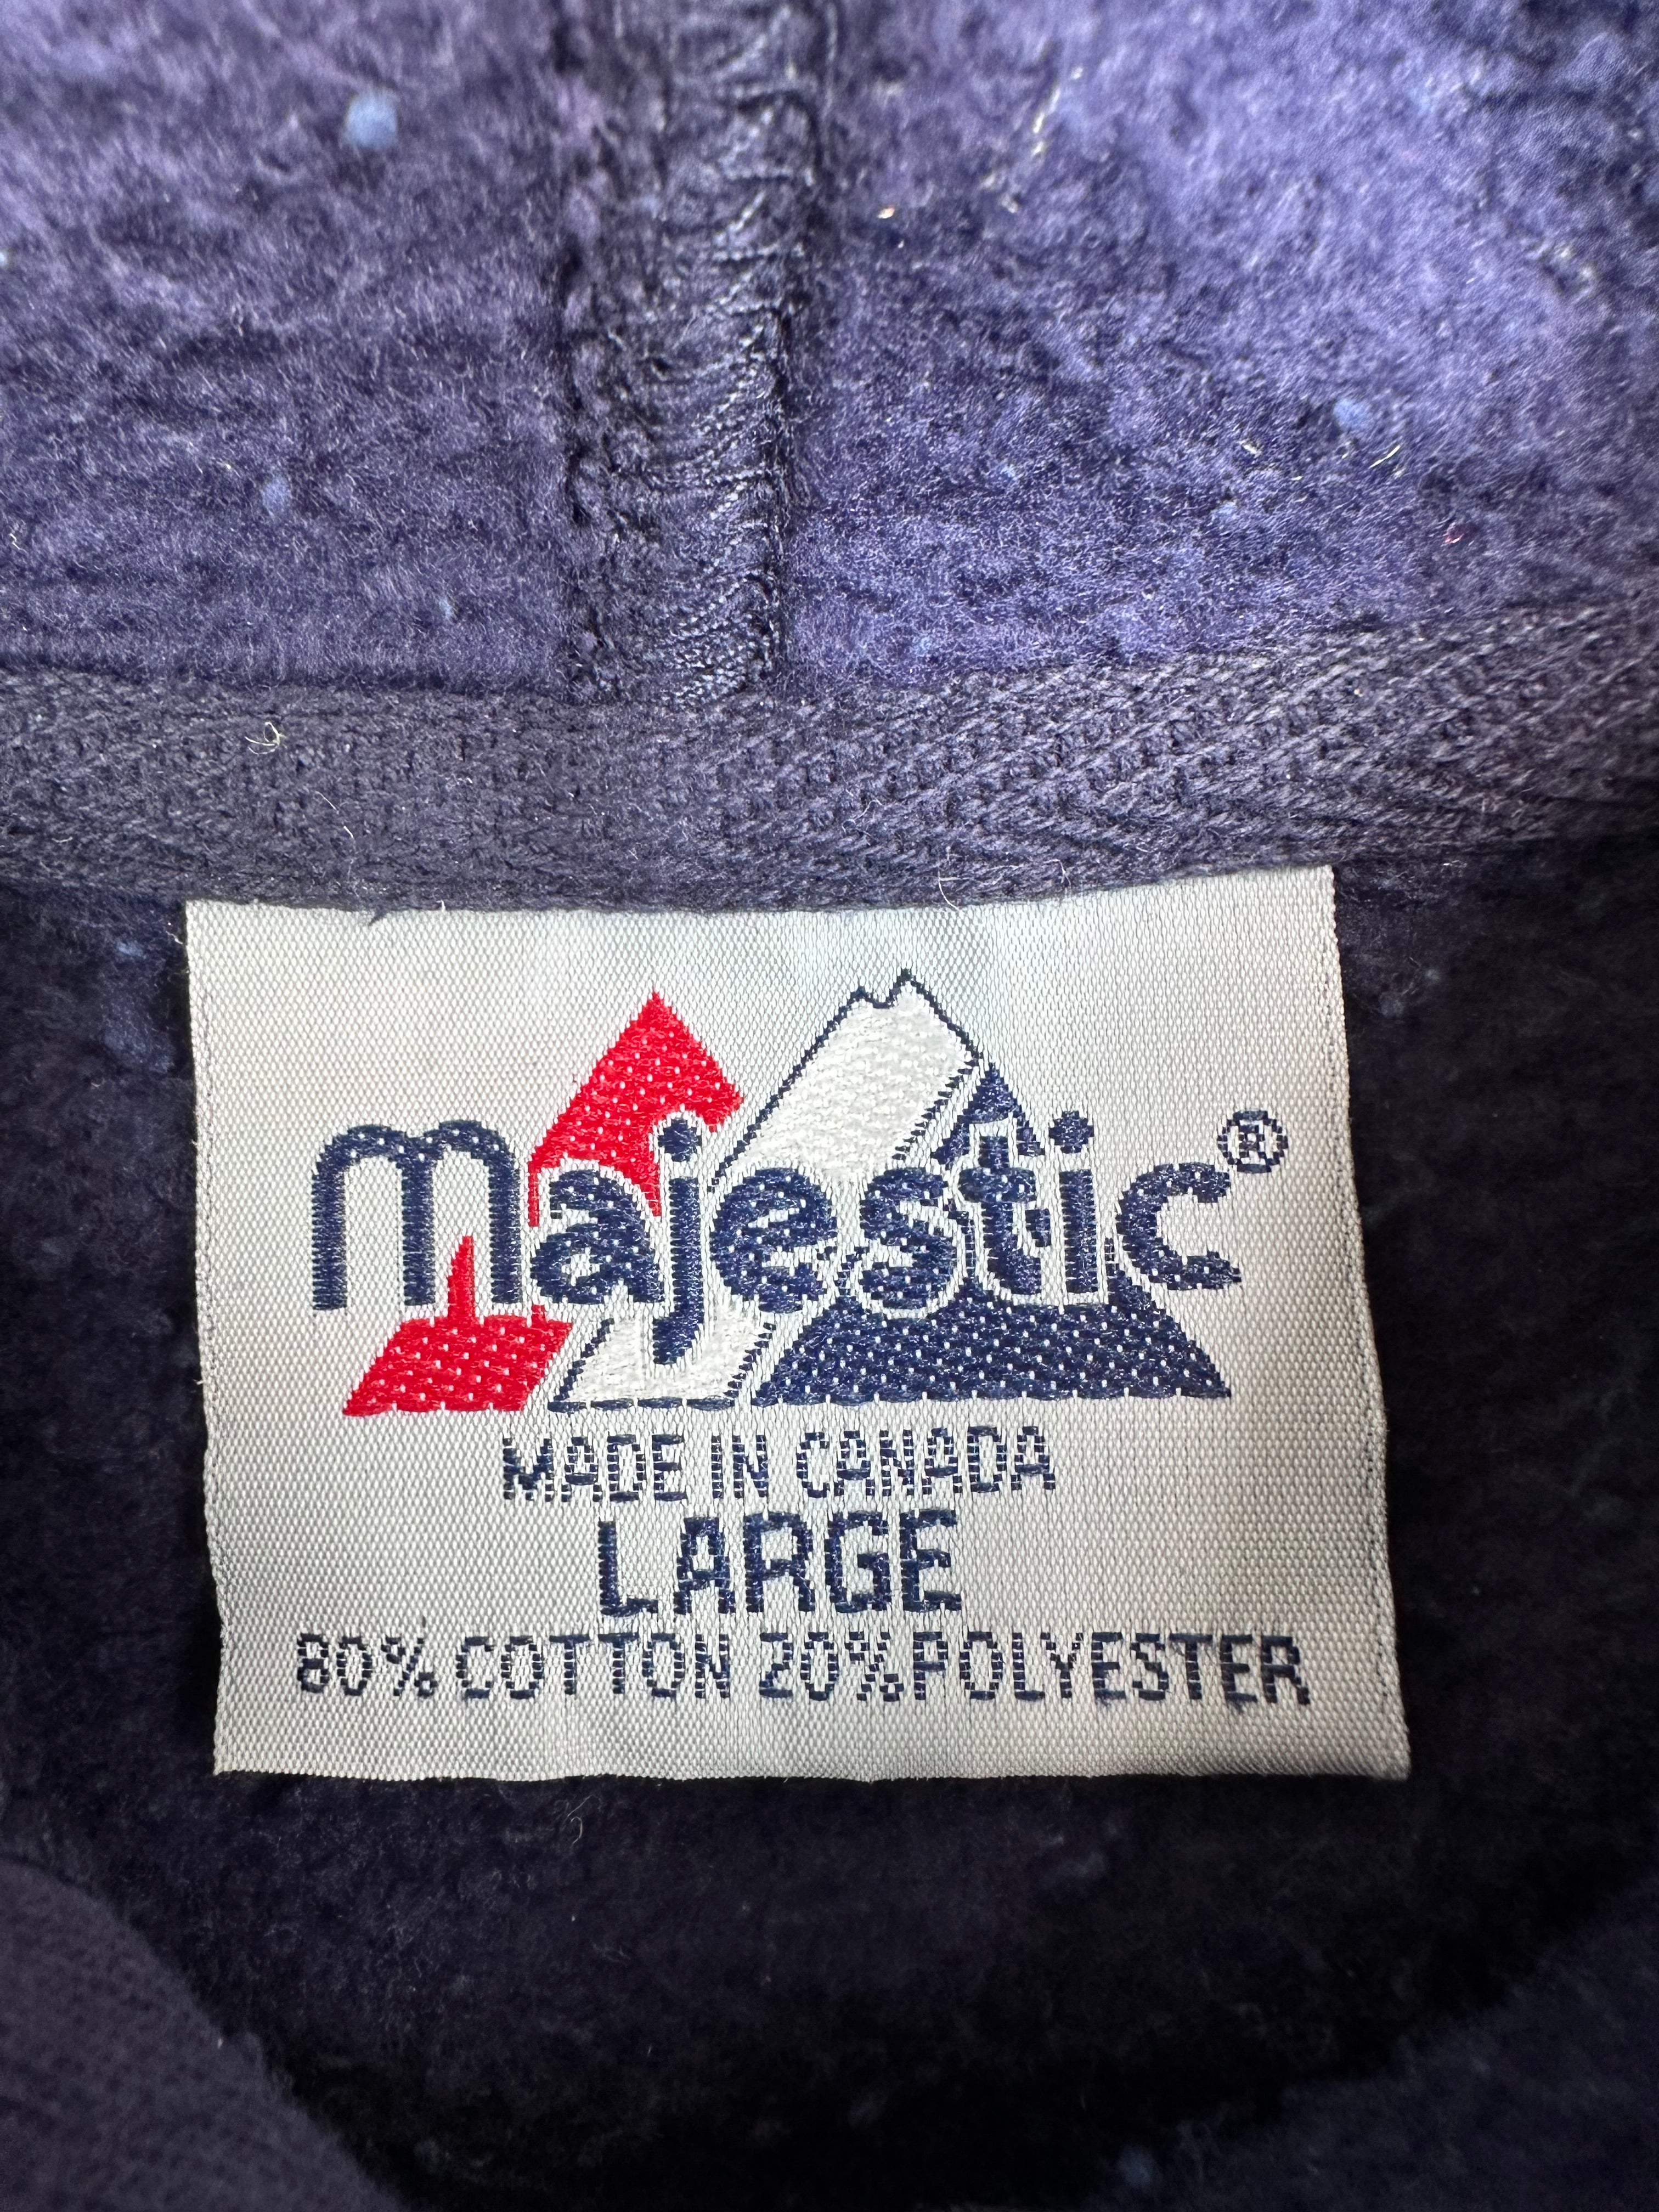 majestic®
MADE IN CANADA
LARGE
80% COTTON 20% POLYESTER